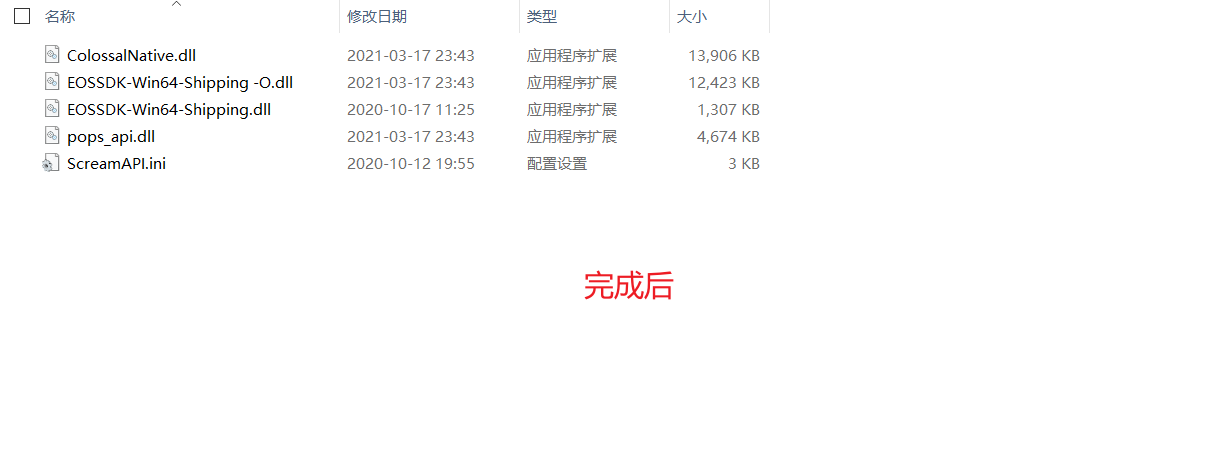 名称 修改日期 类型 大小
ColossalNative.dll 2021-03-17 23:43 应用程序扩展 13,906 KB
EOSSDK-Win64-Shipping -O.dll 2021-03-17 23:43 应用程序扩展 12,423 KB
EOSSDK-Win64-Shipping.dll 2020-10-17 11:25 应用程序扩展 1,307 KB
pops_api.dll 2021-03-17 23:43 应用程序扩展 4,674 KB
ScreamAPI.ini 2020-10-12 19:55 配置设置 3 KB
完成后